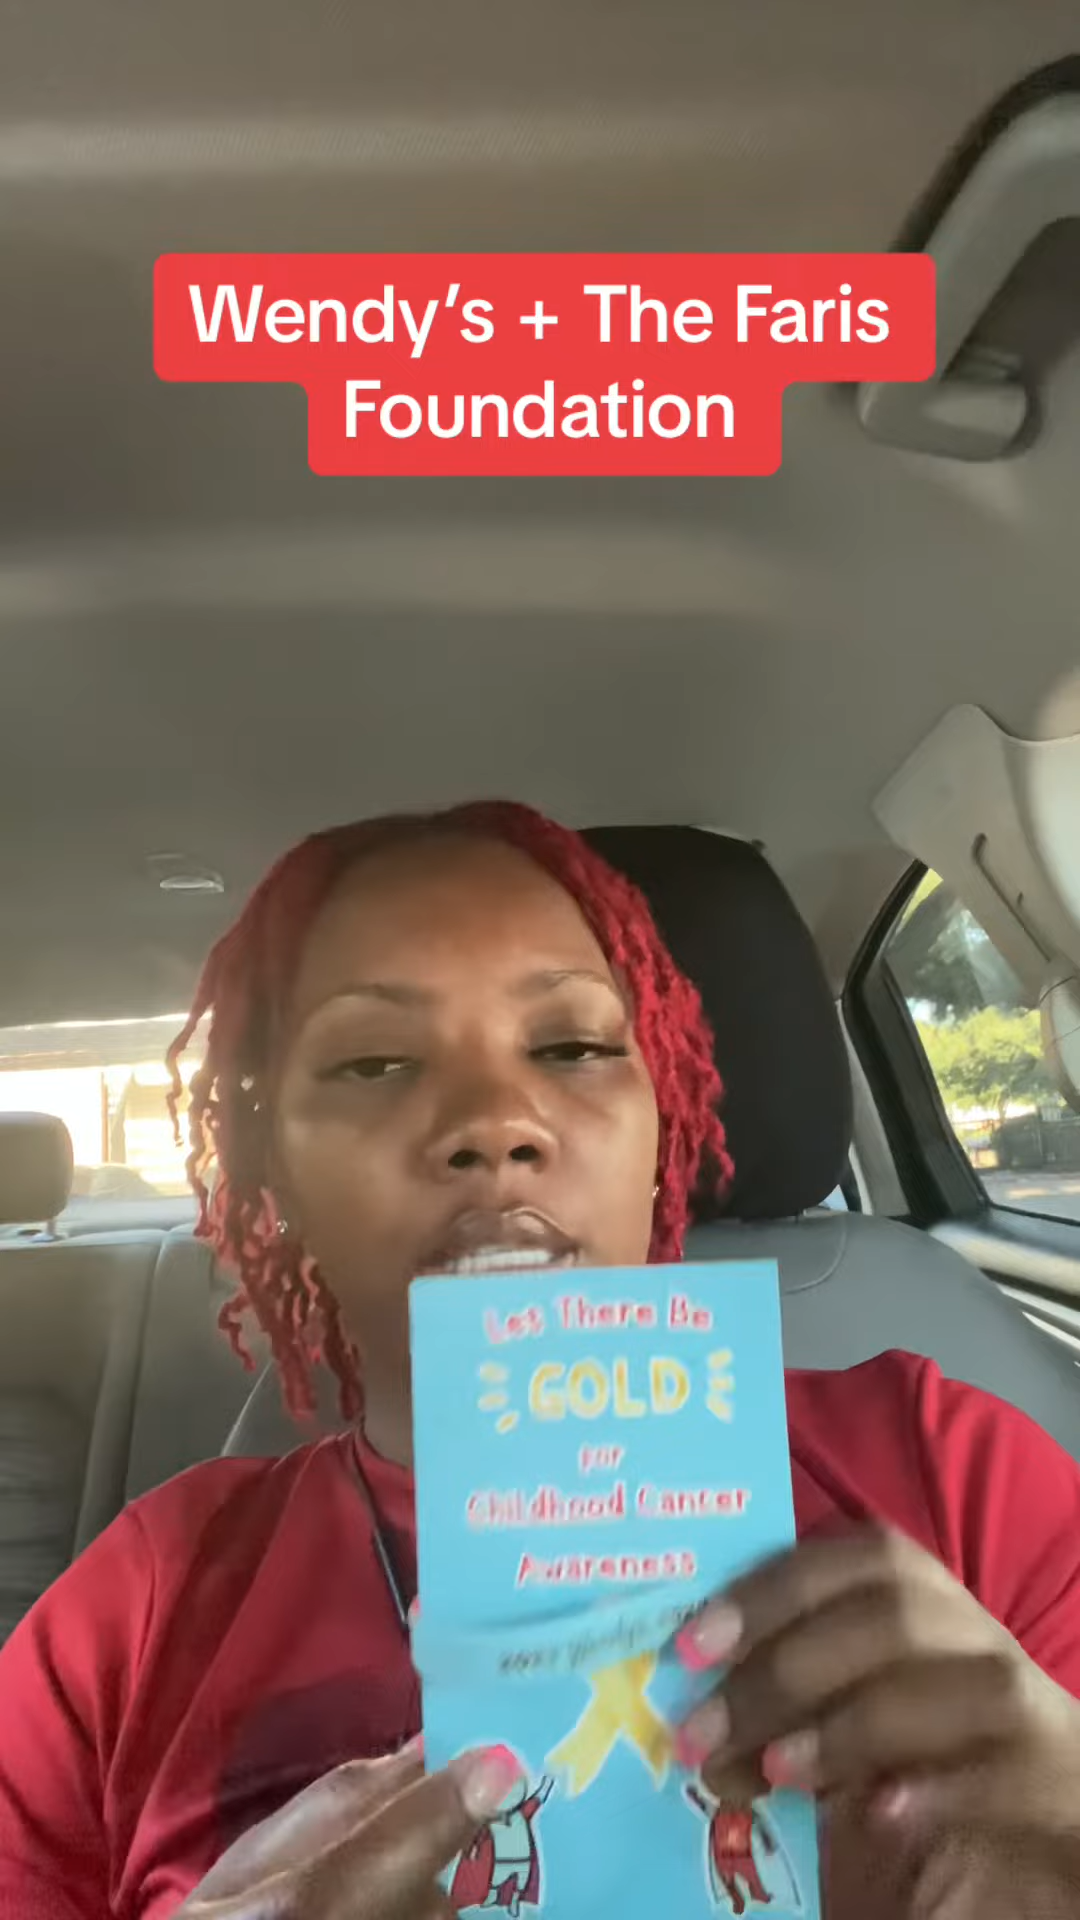 Wendy’s + The Faris
Foundation
Let There Be
GOLD
for
Childhood Cancer
Awareness